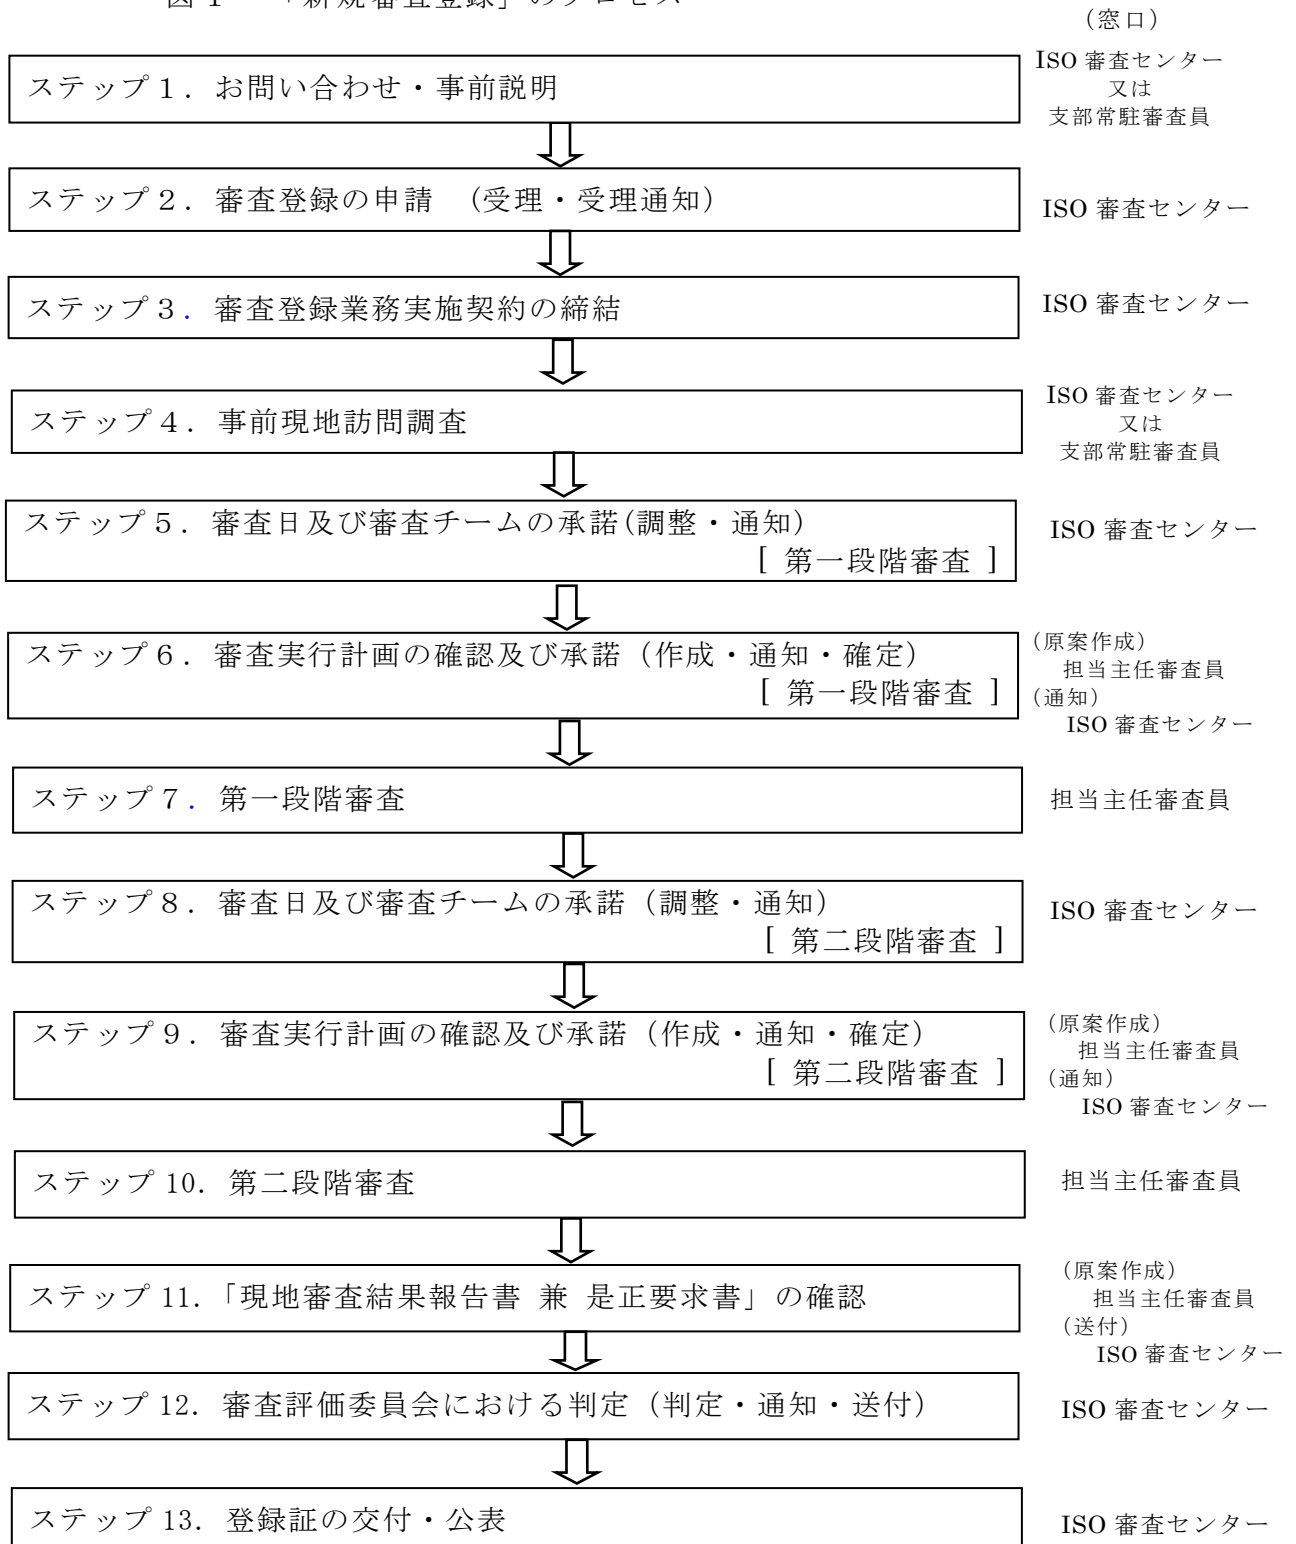 図1 「新規審査登録」のプロセス
（窓口）
ステップ１．お問い合わせ・事前説明
ISO 審査センター
又は
支部常駐審査員
ステップ２．審査登録の申請 （受理・受理通知）
ISO 審査センター
ステップ３．審査登録業務実施契約の締結
ISO 審査センター
ステップ４．事前現地訪問調査
ISO 審査センター
又は
支部常駐審査員
ステップ５．審査日及び審査チームの承諾(調整・通知）
[ 第一段階審査 ]
ISO 審査センター
ステップ６．審査実行計画の確認及び承諾（作成・通知・確定）
[ 第一段階審査 ]
（原案作成）
担当主任審査員
（通知）
ISO 審査センター
ステップ７．第一段階審査
担当主任審査員
ステップ８．審査日及び審査チームの承諾（調整・通知）
[ 第二段階審査 ]
ISO 審査センター
ステップ９．審査実行計画の確認及び承諾（作成・通知・確定）
[ 第二段階審査 ]
（原案作成）
担当主任審査員
（通知）
ISO 審査センター
ステップ 10．第二段階審査
担当主任審査員
ステップ 11．「現地審査結果報告書 兼 是正要求書」の確認
（原案作成）
担当主任審査員
（送付）
ISO 審査センター
ステップ 12．審査評価委員会における判定（判定・通知・送付）
ISO 審査センター
ステップ 13．登録証の交付・公表
ISO 審査センター